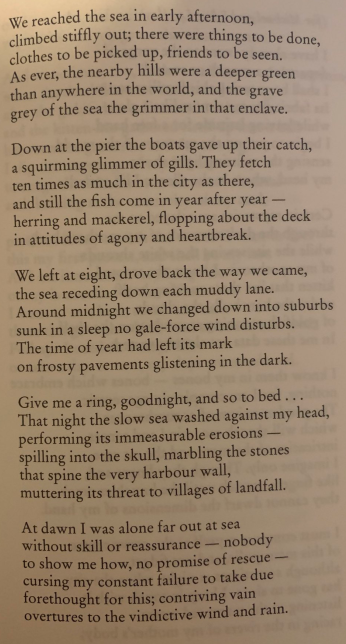 We reached the sea in early afternoon,
climbed stiffly out; there were things to be done,
clothes to be picked up, friends to be seen.
As ever, the nearby hills were a deeper green
than anywhere in the world, and the grave
grey of the sea the grimmer in that enclave.

Down at the pier the boats gave up their catch,
a squirming glimmer of gills. They fetch
ten times as much in the city as there,
and still the fish come in year after year —
herring and mackerel, flopping about the deck
in attitudes of agony and heartbreak.

We left at eight, drove back the way we came,
the sea receding down each muddy lane.
Around midnight we changed down into suburbs
sunk in a sleep no gale-force wind disturbs.
The time of year had left its mark
on frosty pavements glistening in the dark.

Give me a ring, goodnight, and so to bed . . .
That night the slow sea washed against my head,
performing its immeasurable erosions —
spilling into the skull, marbling the stones
that spine the very harbour wall,
muttering its threat to villages of landfall.

At dawn I was alone far out at sea
without skill or reassurance — nobody
to show me how, no promise of rescue —
cursing my constant failure to take due
forethought for this; contriving vain
overtures to the vindictive wind and rain.